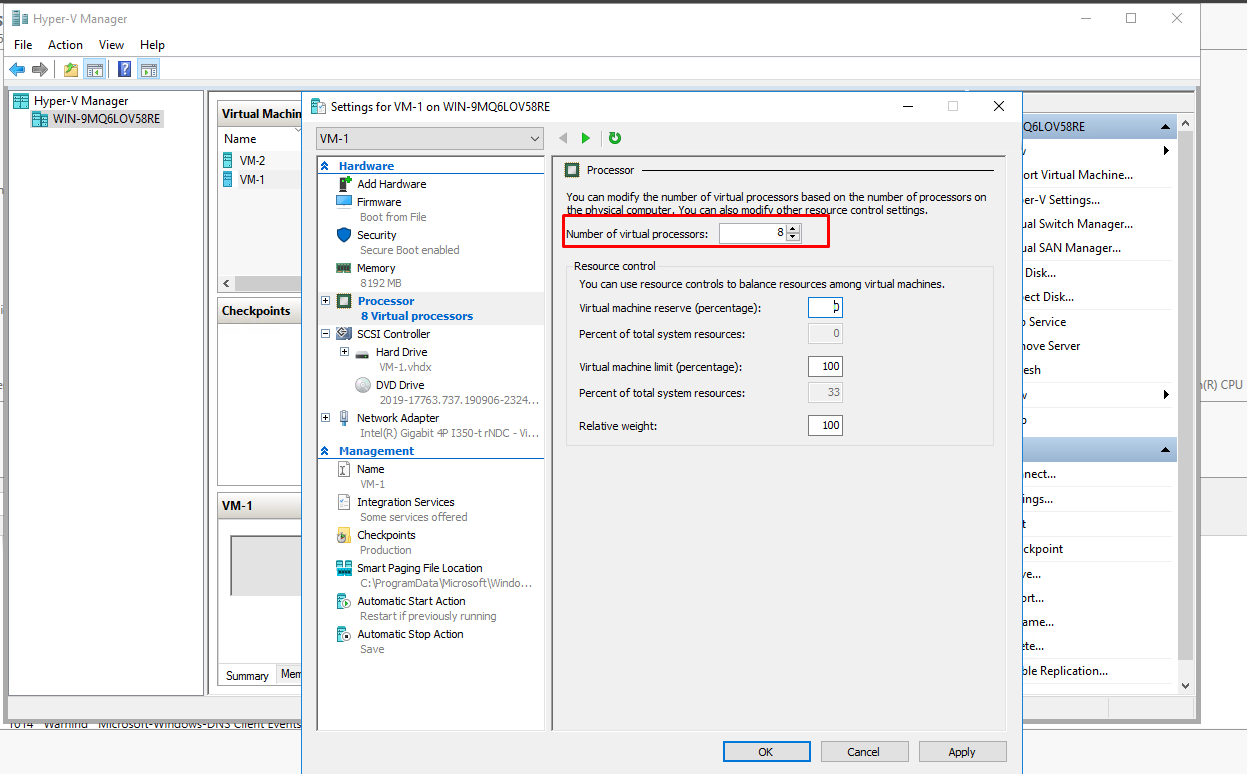 Hyper-V Manager
File Action View Help
Hyper-V Manager
WIN-9MQ6LOV58RE
Virtual Machin
Name
VM-2
VM-1
Checkpoints
VM-1
Summary Mem
Settings for VM-1 on WIN-9MQ6LOV58RE
VM-1
Hardware
Add Hardware
Firmware
Boot from File
Security
Secure Boot enabled
Memory
8192 MB
Processor
8 Virtual processors
SCSI Controller
Hard Drive
VM-1.vhdx
DVD Drive
2019-17763.737.190906-2324...
Network Adapter
Intel(R) Gigabit 4P I350-t rNDC - Vi...
Management
Name
VM-1
Integration Services
Some services offered
Checkpoints
Production
Smart Paging File Location
C:\ProgramData\Microsoft\Windo...
Automatic Start Action
Restart if previously running
Automatic Stop Action
Save
Processor
You can modify the number of virtual processors based on the number of processors on
the physical computer. You can also modify other resource control settings.
Number of virtual processors: 8
Resource control
You can use resource controls to balance resources among virtual machines.
Virtual machine reserve (percentage): 0
Percent of total system resources: 0
Virtual machine limit (percentage): 100
Percent of total system resources: 33
Relative weight: 100
OK Cancel Apply
Q6LOV58RE
ort Virtual Machine...
er-V Settings...
ual Switch Manager...
ual SAN Manager...
Disk...
ect Disk...
Service
nove Server
esh
nect...
ngs...
t
ckpoint
ve...
ort...
ame...
ete...
ble Replication...
(R) CPU
1014 Warning Microsoft-Windows-DNS Client Events